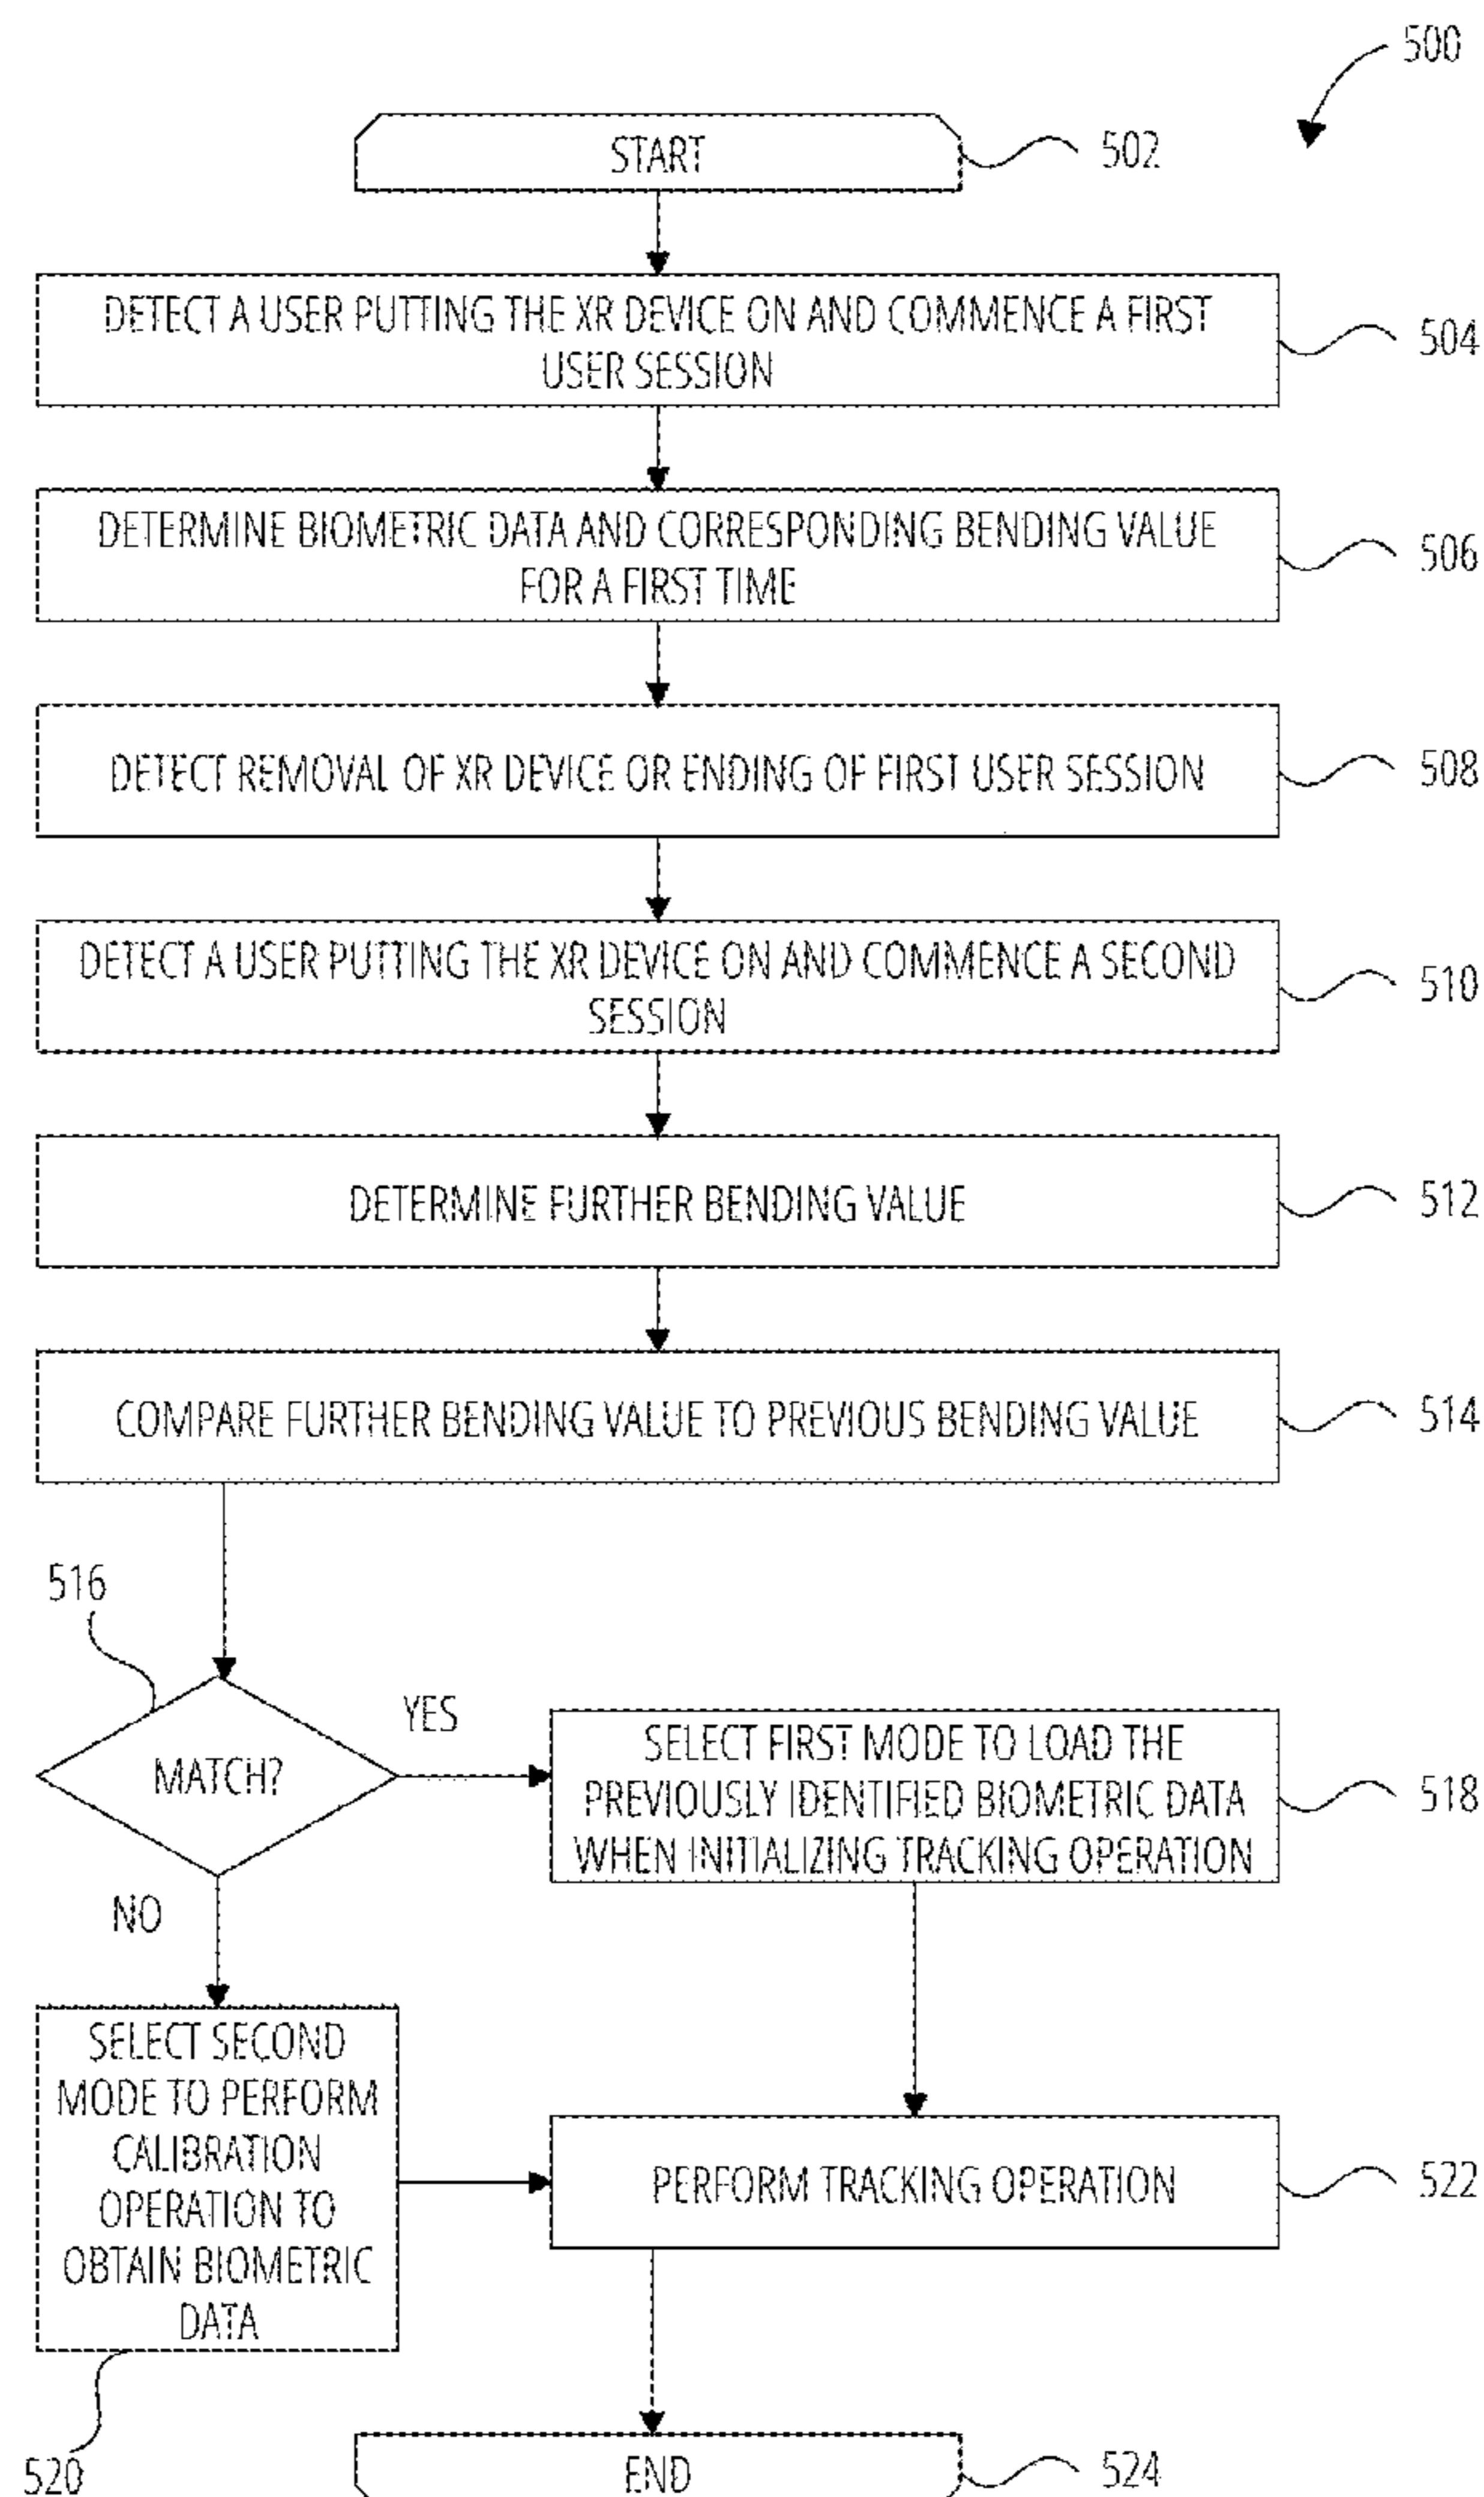 500
START
502
DETECT A USER PUTTING THE XR DEVICE ON AND COMMENCE A FIRST
USER SESSION
504
DETERMINE BIOMETRIC DATA AND CORRESPONDING BENDING VALUE
FOR A FIRST TIME
506
DETECT REMOVAL OF XR DEVICE OR ENDING OF FIRST USER SESSION
508
DETECT A USER PUTTING THE XR DEVICE ON AND COMMENCE A SECOND
SESSION
510
DETERMINE FURTHER BENDING VALUE
512
COMPARE FURTHER BENDING VALUE TO PREVIOUS BENDING VALUE
514
516
MATCH?
YES
SELECT FIRST MODE TO LOAD THE
PREVIOUSLY IDENTIFIED BIOMETRIC DATA
WHEN INITIALIZING TRACKING OPERATION
518
NO
SELECT SECOND
MODE TO PERFORM
CALIBRATION
OPERATION TO
OBTAIN BIOMETRIC
DATA
520
PERFORM TRACKING OPERATION
522
END
524